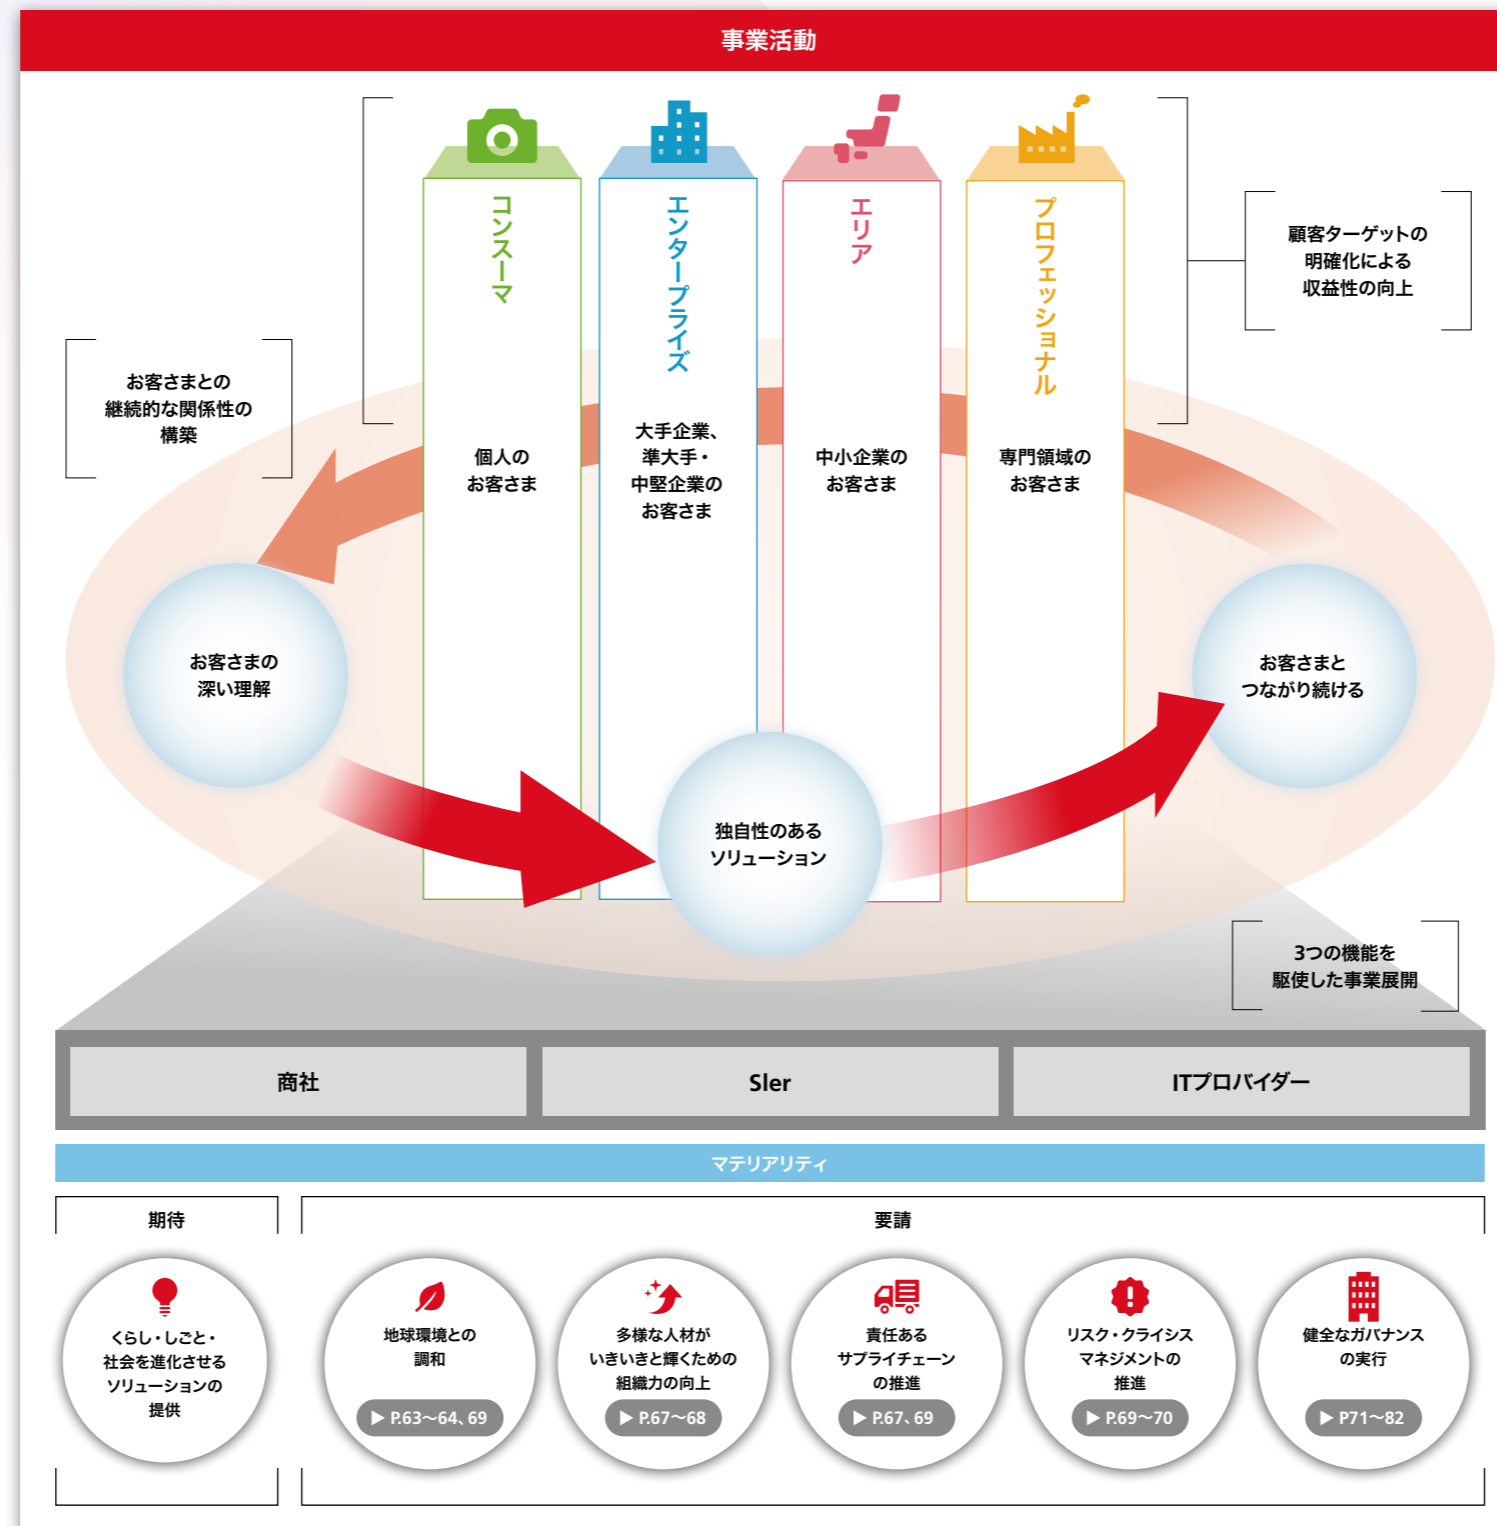 事業活動
コンスーマ
エンタープライズ
エリア
プロフェッショナル
顧客ターゲットの
明確化による
収益性の向上
お客さまとの
継続的な関係性の
構築
個人の
お客さま
大手企業、
準大手・
中堅企業の
お客さま
中小企業の
お客さま
専門領域の
お客さま
お客さまの
深い理解
独自性のある
ソリューション
お客さまと
つながり続ける
3つの機能を
駆使した事業展開
商社
SIer
ITプロバイダー
マテリアリティ
期待
要請
くらし・しごと・
社会を進化させる
ソリューションの
提供
地球環境との
調和
▶ P.63〜64、69
多様な人材が
いきいきと輝くための
組織力の向上
▶ P.67〜68
責任ある
サプライチェーン
の推進
▶ P.67、69
リスク・クライシス
マネジメントの
推進
▶ P.69〜70
健全なガバナンス
の実行
▶ P71〜82